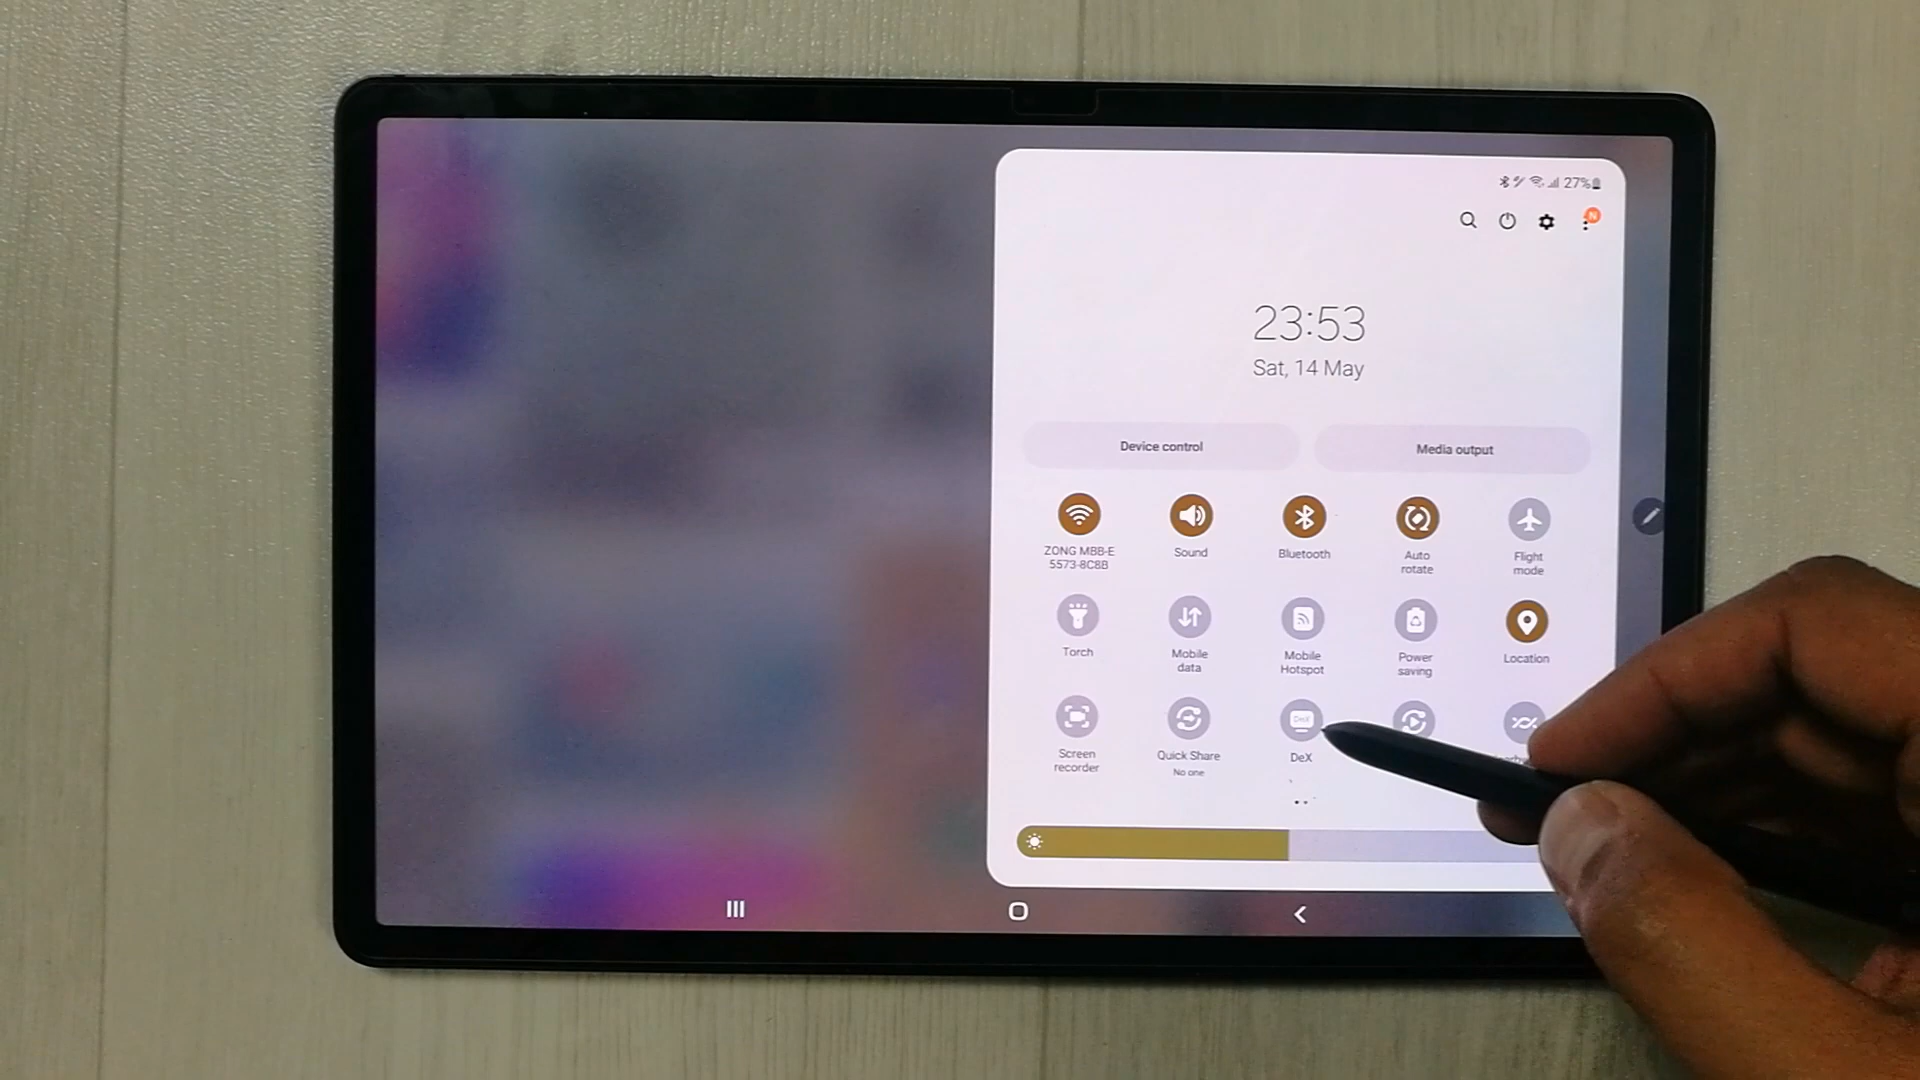 27%
N
23:53
Sat, 14 May
Device control
Media output
ZONG MBB-E
5573-8C8B
Sound
Bluetooth
Auto
rotate
Flight
mode
Torch
Mobile
data
Mobile
Hotspot
Power
saving
Location
Screen
recorder
Quick Share
No one
DeX
DeX